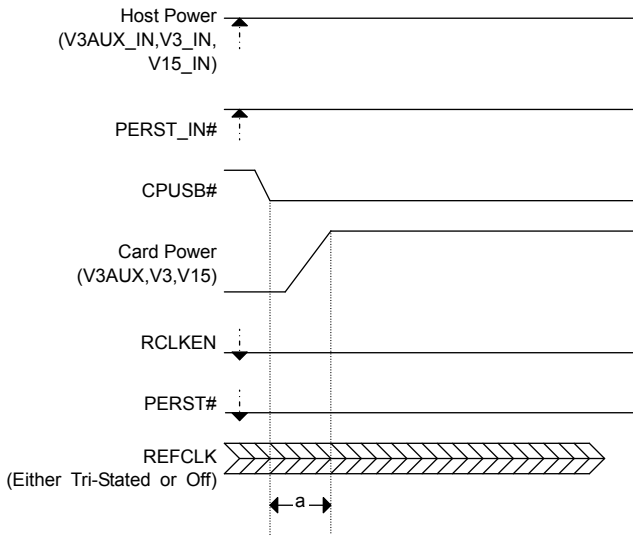 Host Power
(V3AUX_IN,V3_IN,
V15_IN)
PERST_IN#
CPUSB#
Card Power
(V3AUX,V3,V15)
RCLKEN
PERST#
REFCLK
(Either Tri-Stated or Off)
a